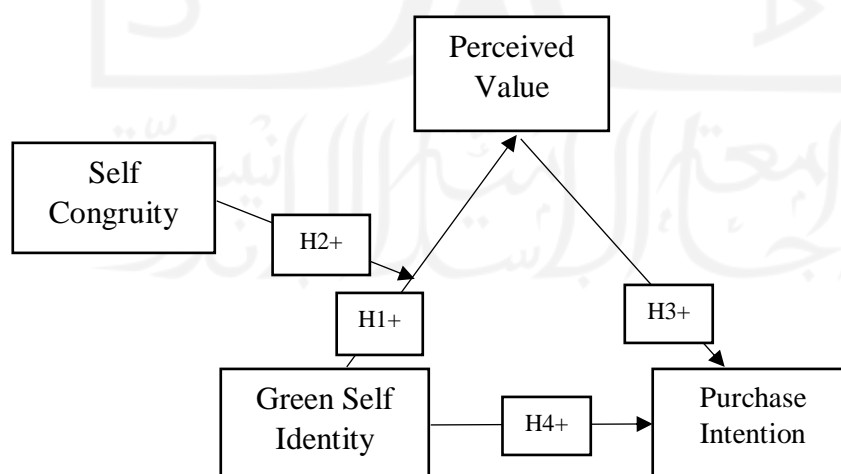 Perceived
Value
Self
Congruity
H2+
H1+
H3+
Green Self
Identity
H4+
Purchase
Intention